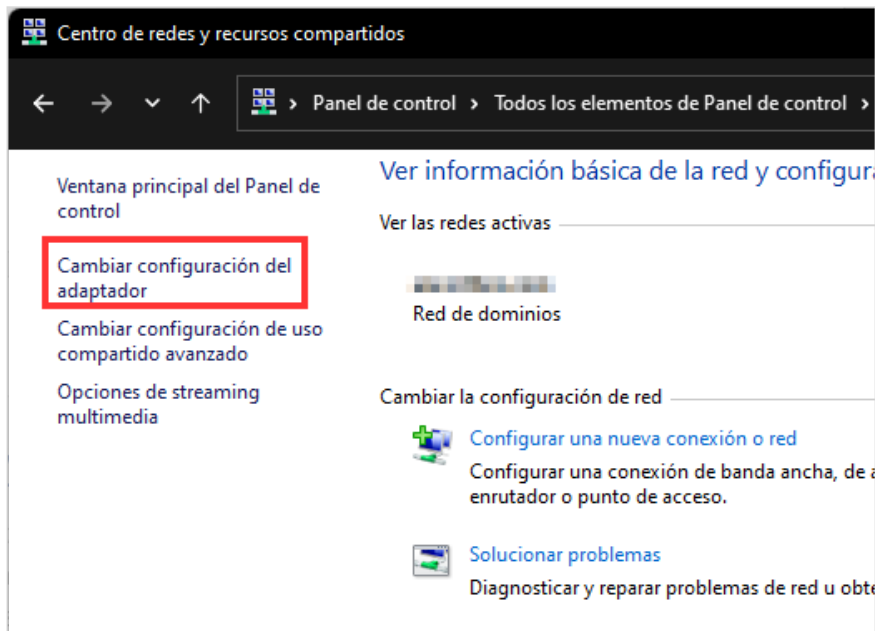 Centro de redes y recursos compartidos
Panel de control > Todos los elementos de Panel de control >
Ventana principal del Panel de
control
Cambiar configuración del
adaptador
Cambiar configuración de uso
compartido avanzado
Opciones de streaming
multimedia
Ver información básica de la red y
Ver las redes activas
Red de dominios
Cambiar la configuración de red
Configurar una nueva conexión o red
Configurar una conexión de banda ancha, de
enrutador o punto de acceso.
Solucionar problemas
Diagnosticar y reparar problemas de red u